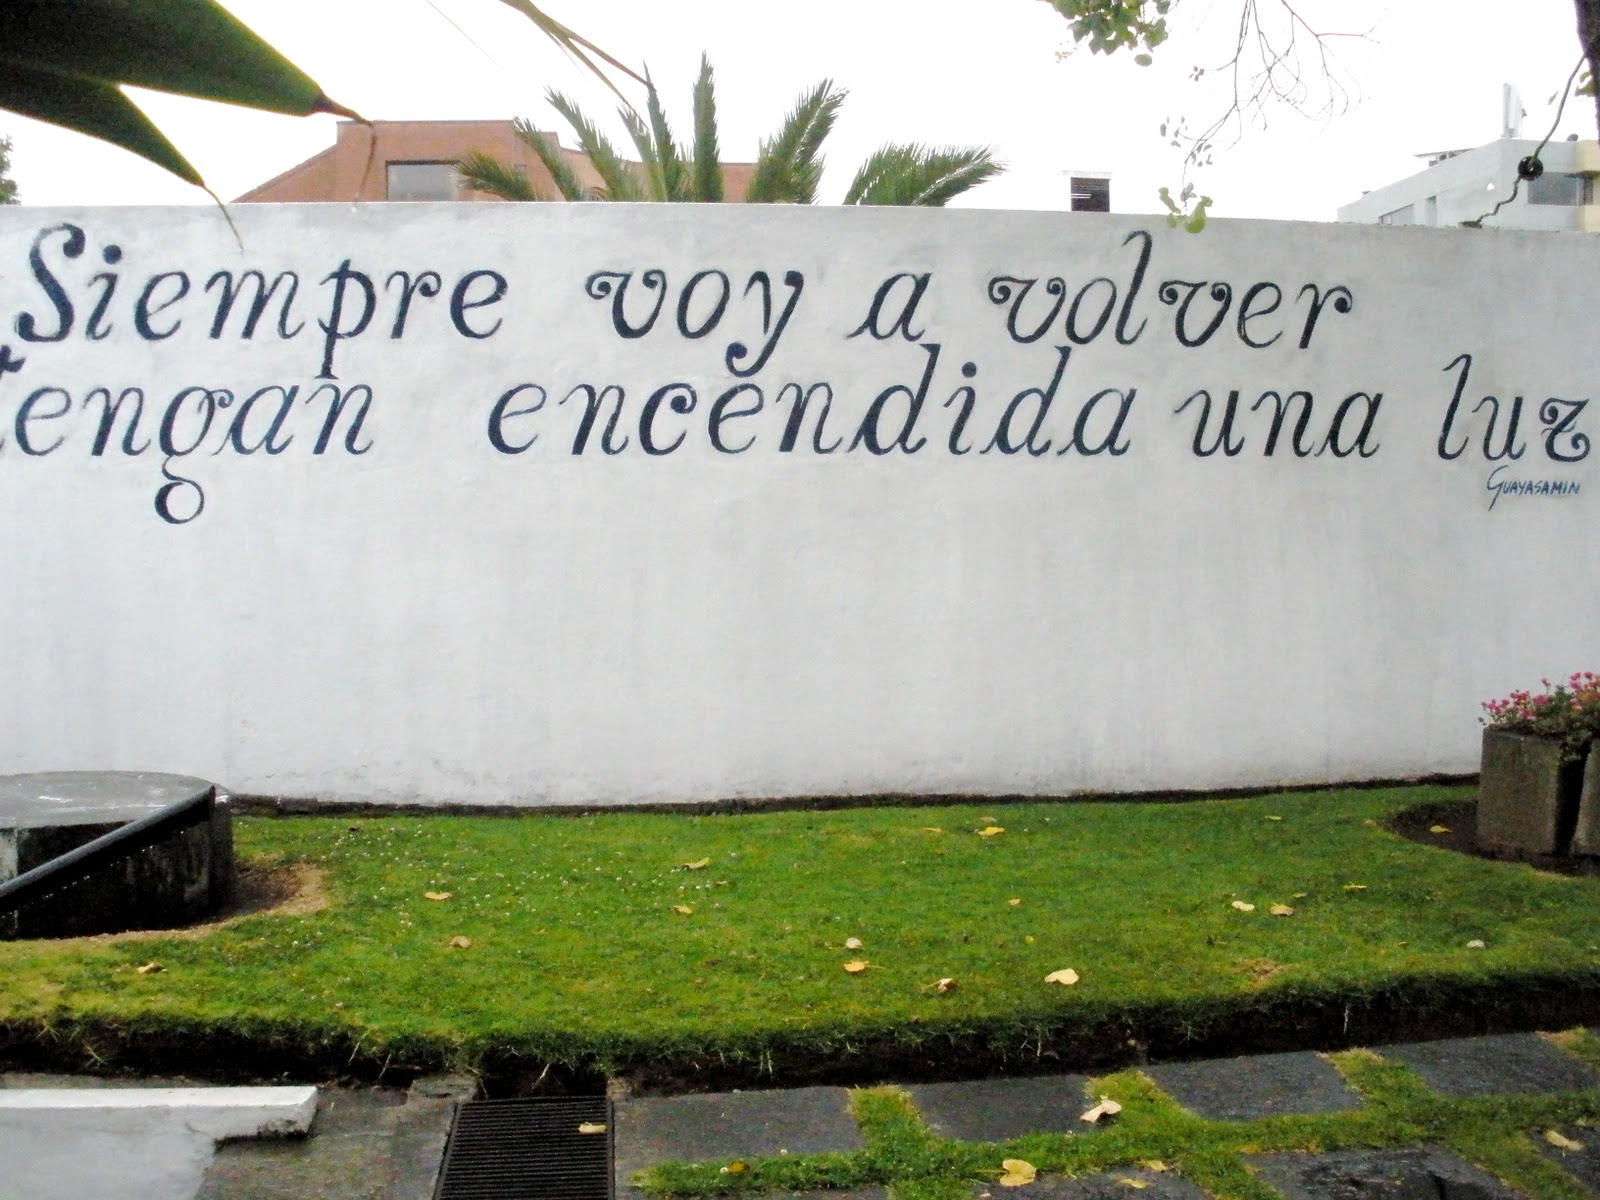 Siempre voy a volver
tengan encendida una luz
GUAYASAMIN